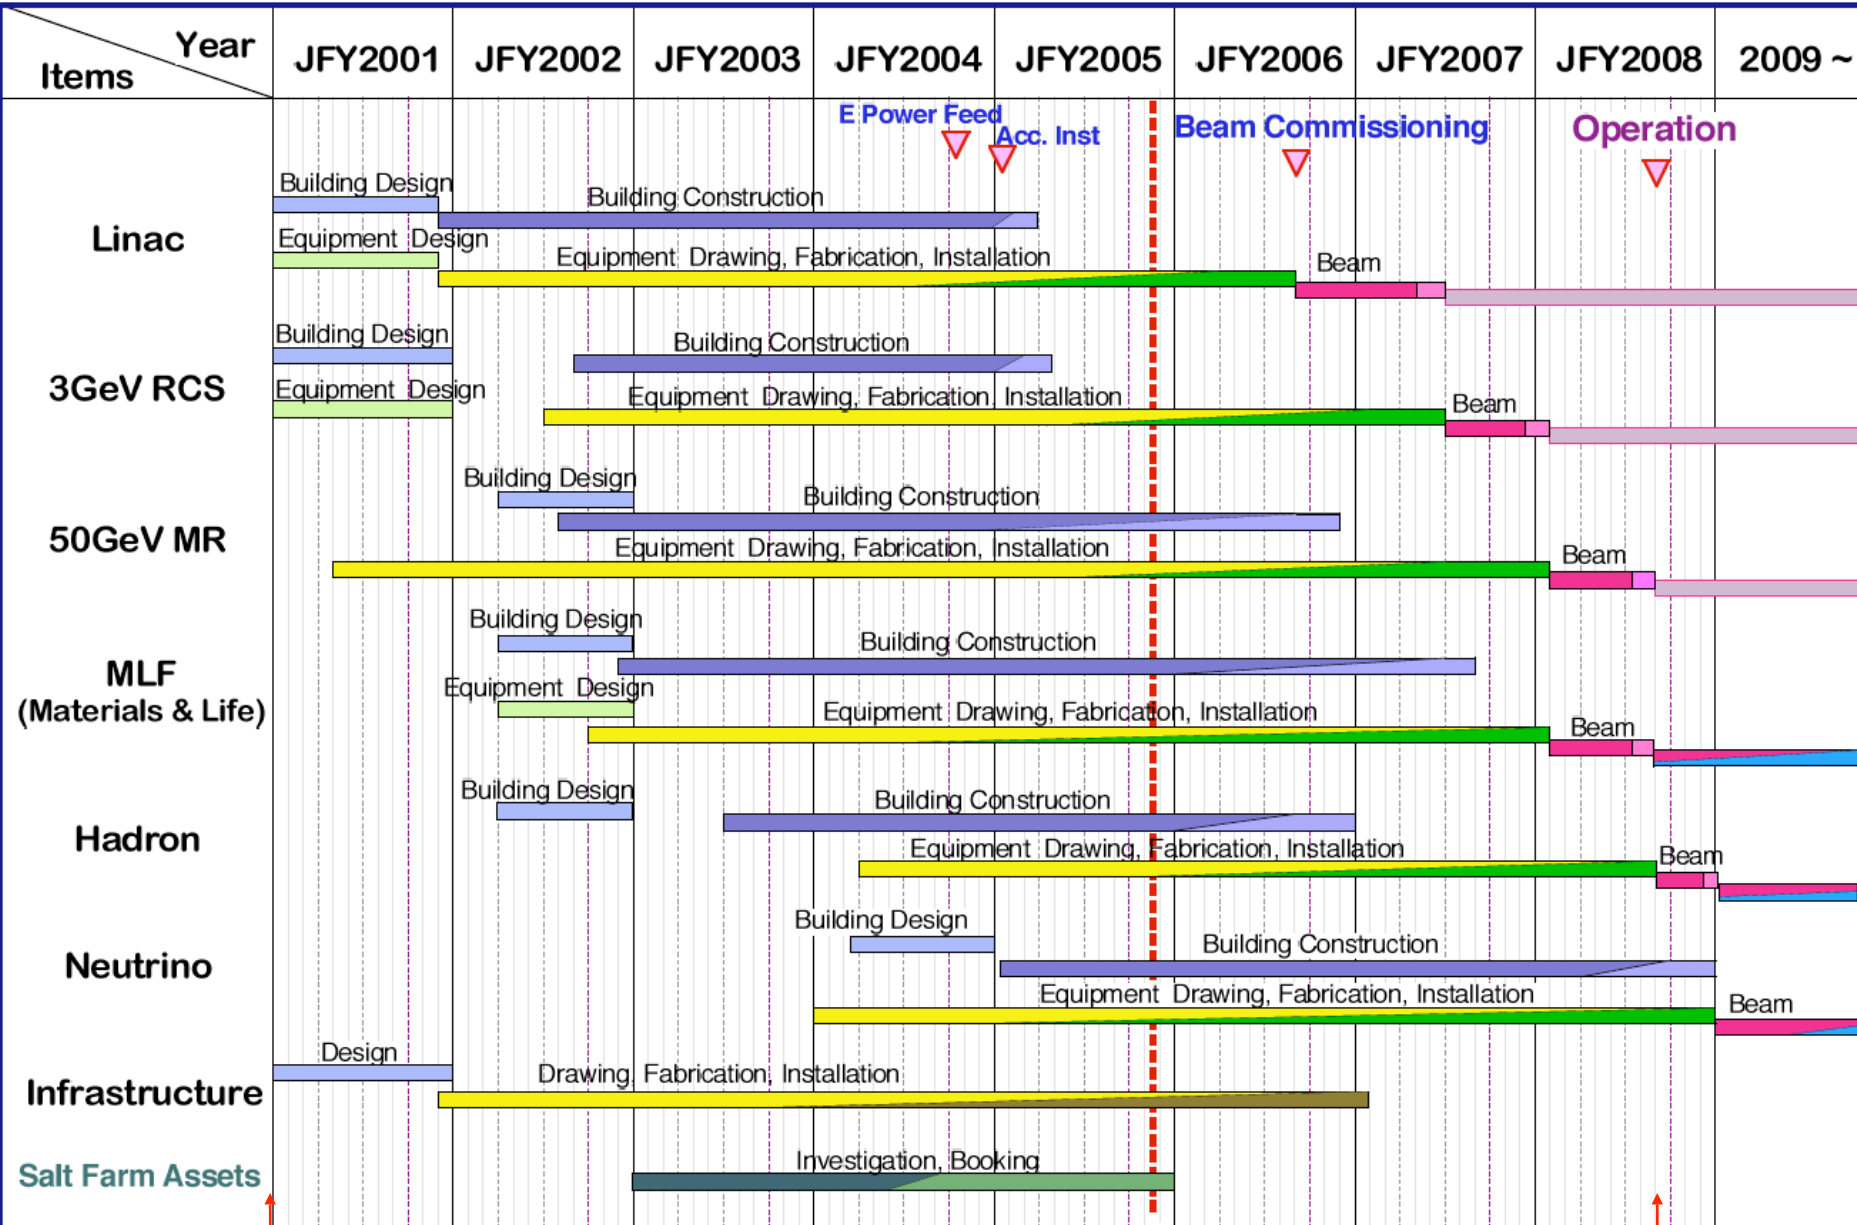 Year
Items
JFY2001 JFY2002 JFY2003 JFY2004 JFY2005 JFY2006 JFY2007 JFY2008 2009 ~
E Power Feed
Acc. Inst
Beam Commissioning
Operation
Linac
Building Design
Building Construction
Equipment Design
Equipment Drawing, Fabrication, Installation
Beam
3GeV RCS
Building Design
Building Construction
Equipment Design
Equipment Drawing, Fabrication, Installation
Beam
50GeV MR
Building Design
Building Construction
Equipment Drawing, Fabrication, Installation
Beam
MLF
(Materials & Life)
Building Design
Building Construction
Equipment Design
Equipment Drawing, Fabrication, Installation
Beam
Hadron
Building Design
Building Construction
Equipment Drawing, Fabrication, Installation
Beam
Neutrino
Building Design
Building Construction
Equipment Drawing, Fabrication, Installation
Beam
Infrastructure
Design
Drawing, Fabrication, Installation
Salt Farm Assets
Investigation, Booking